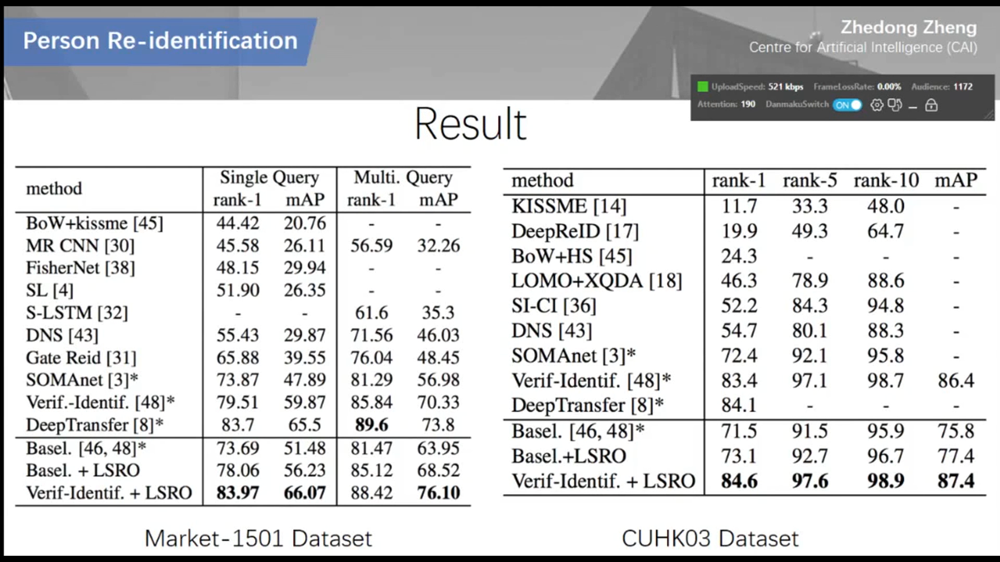 Person Re-identification
Zhedong Zheng
Centre for Artificial Intelligence (CAI)
UploadSpeed: 521 kbps FrameLossRate: 0.00% Audience: 1172
Attention: 190 DanmakuSwitch ON
Result
method Single Query Multi. Query
rank-1 mAP rank-1 mAP
BoW+kissme [45] 44.42 20.76 - -
MR CNN [30] 45.58 26.11 56.59 32.26
FisherNet [38] 48.15 29.94 - -
SL [4] 51.90 26.35 - -
S-LSTM [32] - - 61.6 35.3
DNS [43] 55.43 29.87 71.56 46.03
Gate Reid [31] 65.88 39.55 76.04 48.45
SOMAnet [3]* 73.87 47.89 81.29 56.98
Verif.-Identif. [48]* 79.51 59.87 85.84 70.33
DeepTransfer [8]* 83.7 65.5 89.6 73.8
Basel. [46, 48]* 73.69 51.48 81.47 63.95
Basel. + LSRO 78.06 56.23 85.12 68.52
Verif-Identif. + LSRO 83.97 66.07 88.42 76.10
Market-1501 Dataset
method rank-1 rank-5 rank-10 mAP
KISSME [14] 11.7 33.3 48.0 -
DeepReID [17] 19.9 49.3 64.7 -
BoW+HS [45] 24.3 - - -
LOMO+XQDA [18] 46.3 78.9 88.6 -
SI-CI [36] 52.2 84.3 94.8 -
DNS [43] 54.7 80.1 88.3 -
SOMAnet [3]* 72.4 92.1 95.8 -
Verif-Identif. [48]* 83.4 97.1 98.7 86.4
DeepTransfer [8]* 84.1 - - -
Basel. [46, 48]* 71.5 91.5 95.9 75.8
Basel.+LSRO 73.1 92.7 96.7 77.4
Verif-Identif. + LSRO 84.6 97.6 98.9 87.4
CUHK03 Dataset